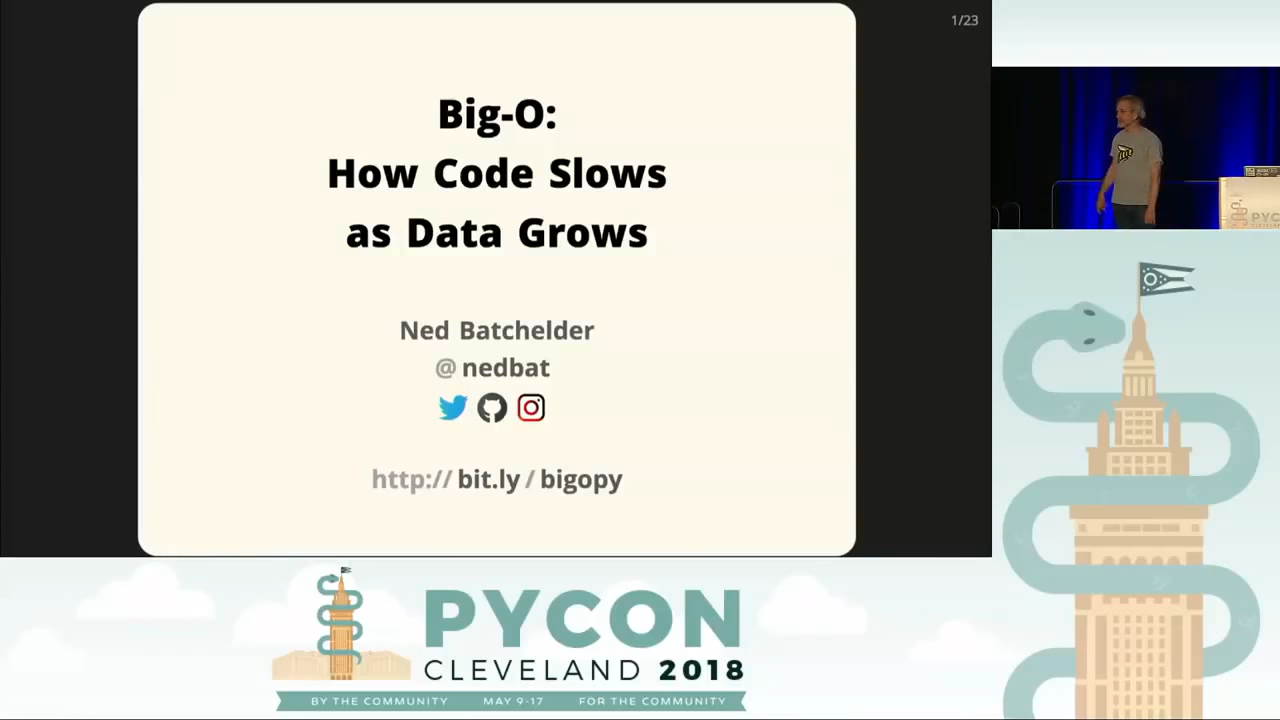 1/23
Big-O:
How Code Slows
as Data Grows
Ned Batchelder
@nedbat
http://bit.ly/bigopy
PYCON
CLEVELAND 2018
BY THE COMMUNITY MAY 9-17 FOR THE COMMUNITY